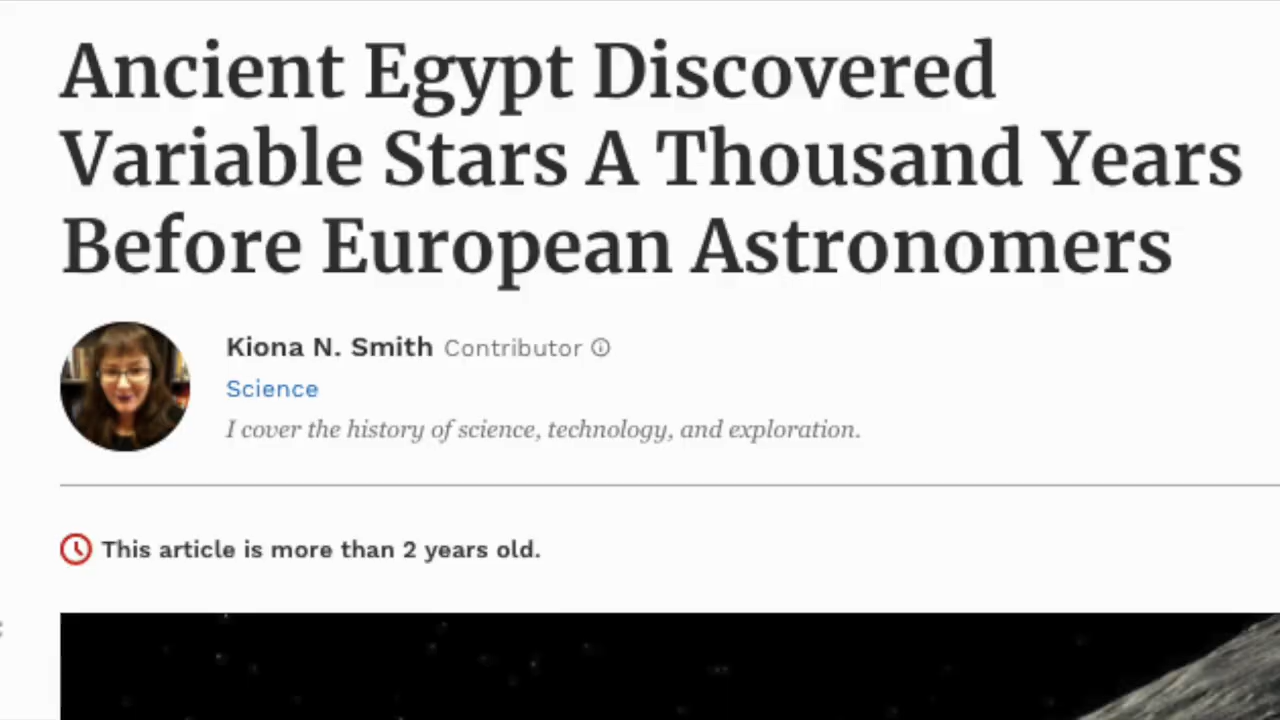 Ancient Egypt Discovered
Variable Stars A Thousand Years
Before European Astronomers
Kiona N. Smith Contributor
Science
I cover the history of science, technology, and exploration.
This article is more than 2 years old.